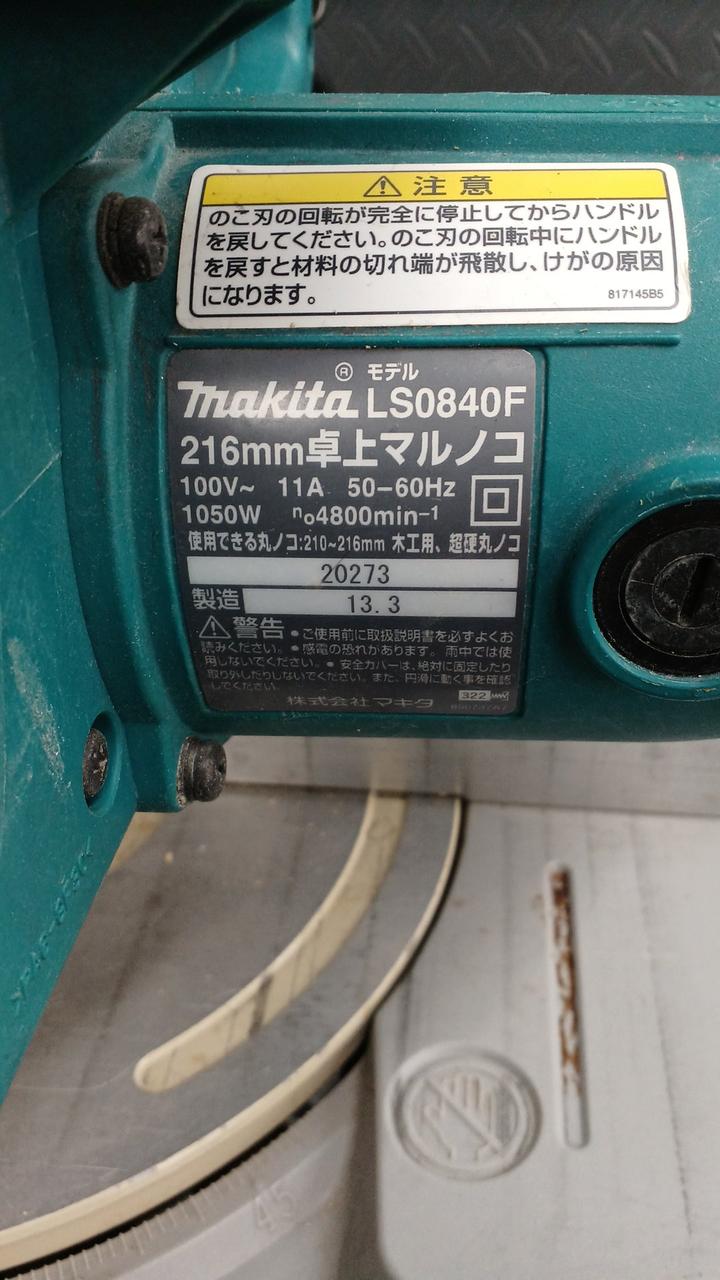 ⚠ 注意
のこ刃の回転が完全に停止してからハンドル
を戻してください。のこ刃の回転中にハンドル
を戻すと材料の切れ端が飛散し、けがの原因
になります。
817145B5
® モデル
makita LS0840F
216mm卓上マルノコ
100V~ 11A 50-60Hz
1050W n₀4800min⁻¹
使用できる丸ノコ:210~216mm 木工用、超硬丸ノコ
20273
製造 13.3
⚠警告 ●ご使用前に取扱説明書を必ずよくお
読みください。●感電の恐れがあります。雨中では使
用しないでください。●安全カバーは、絶対に固定したり
取り外したりしないでください。また、円滑に動く事を確認
してください。
322
株式会社マキタ
45